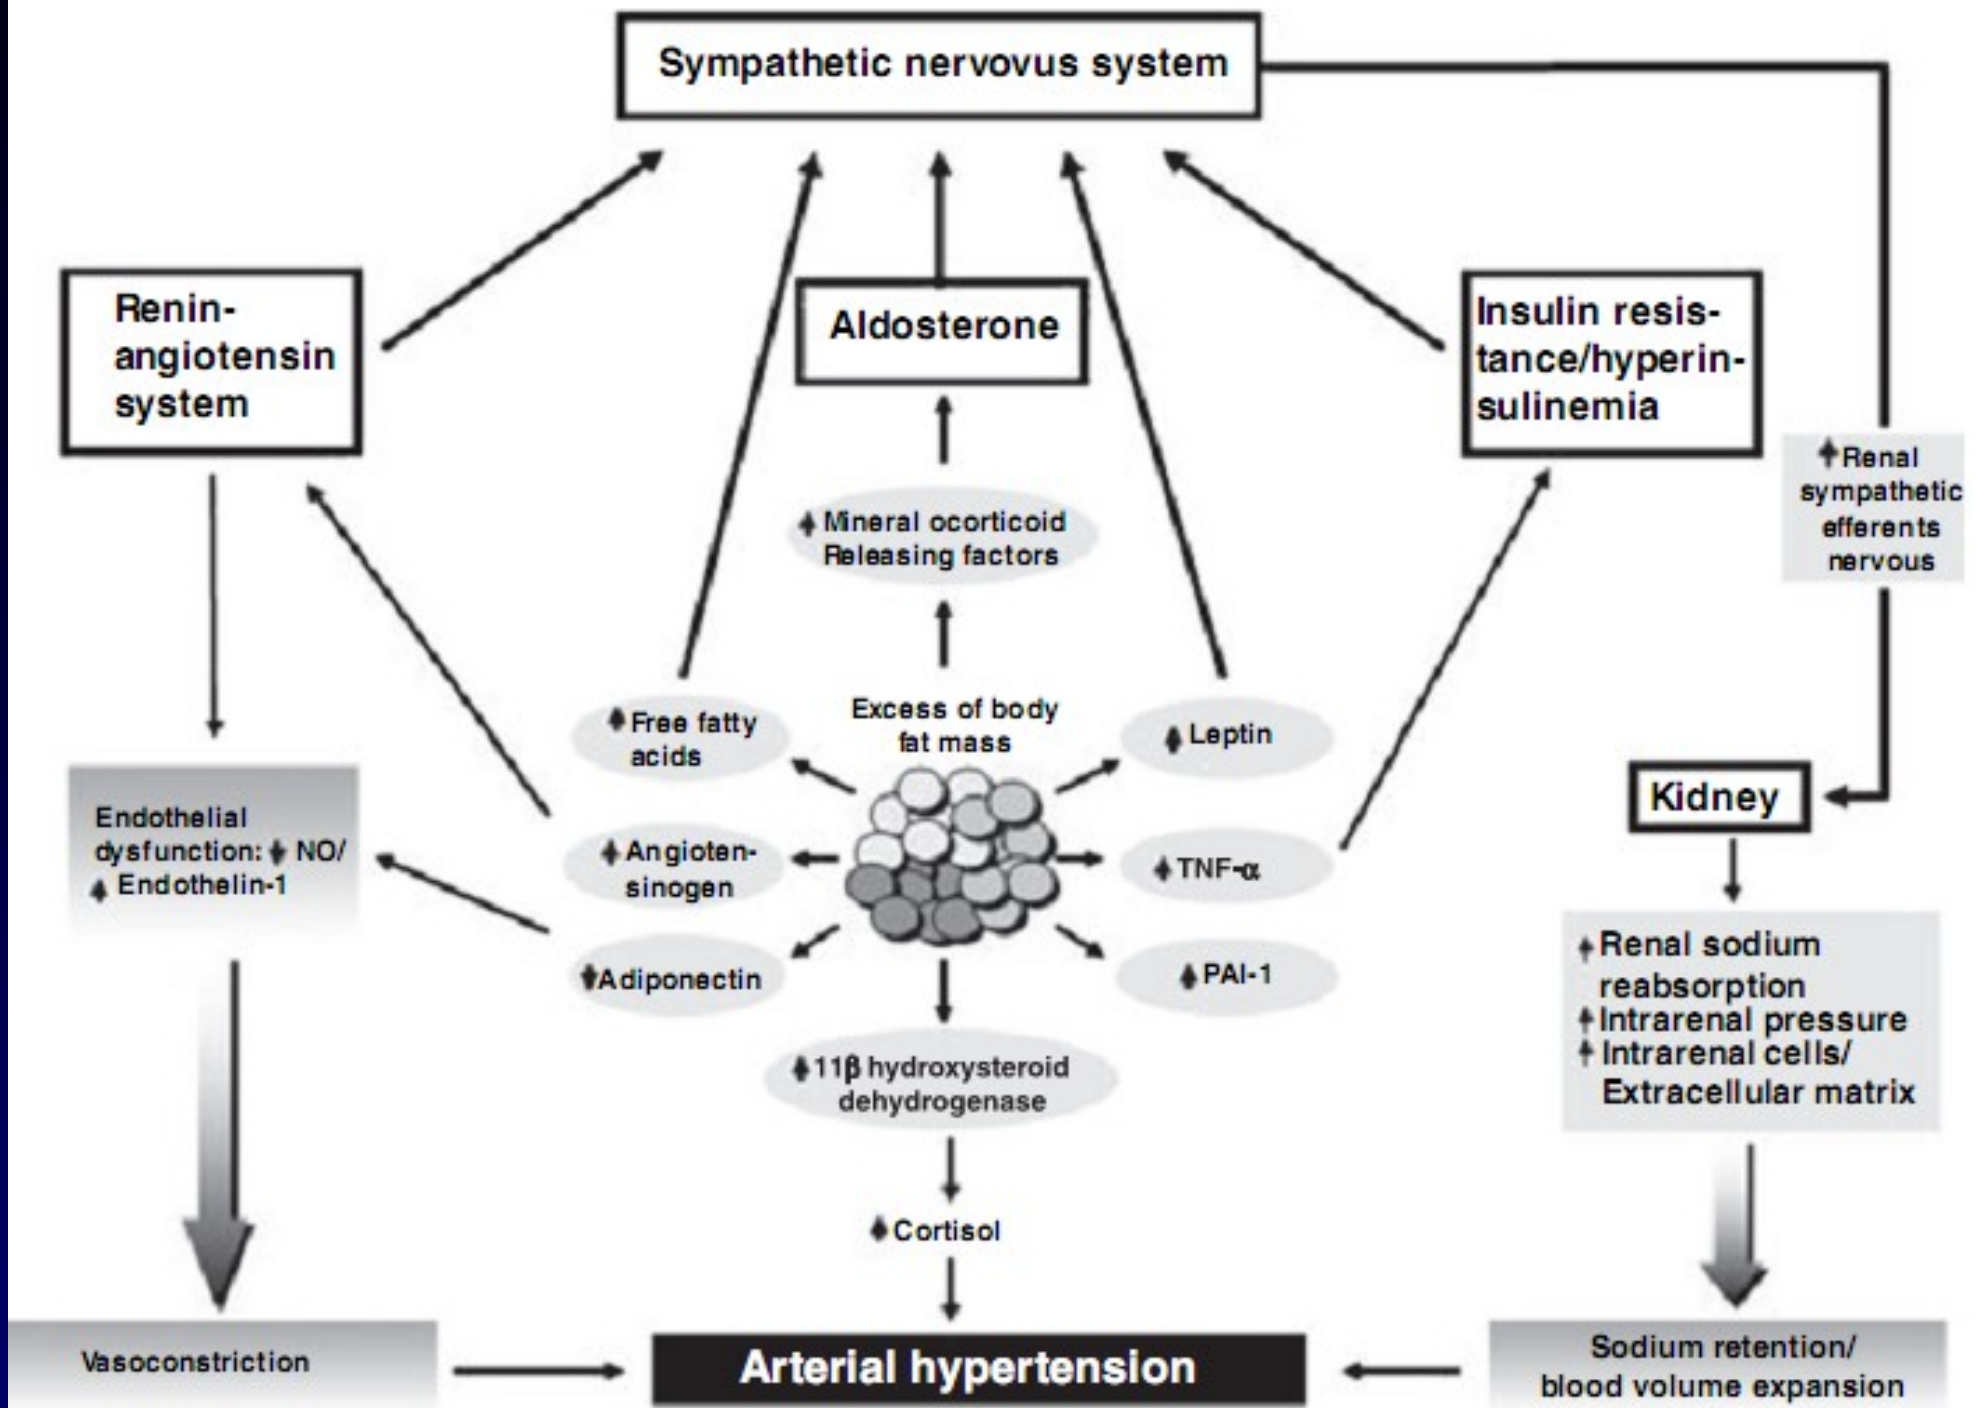 Sympathetic nervovus system
Renin-
angiotensin
system
Aldosterone
Insulin resis-
tance/hyperin-
sulinemia
Renal
sympathetic
efferents
nervous
Mineral ocorticoid
Releasing factors
Free fatty
acids
Excess of body
fat mass
Leptin
Kidney
Endothelial
dysfunction: NO/
Endothelin-1
Angioten-
sinogen
TNF-α
Adiponectin
PAI-1
Renal sodium
reabsorption
Intrarenal pressure
Intrarenal cells/
Extracellular matrix
11β hydroxysteroid
dehydrogenase
Cortisol
Vasoconstriction
Arterial hypertension
Sodium retention/
blood volume expansion